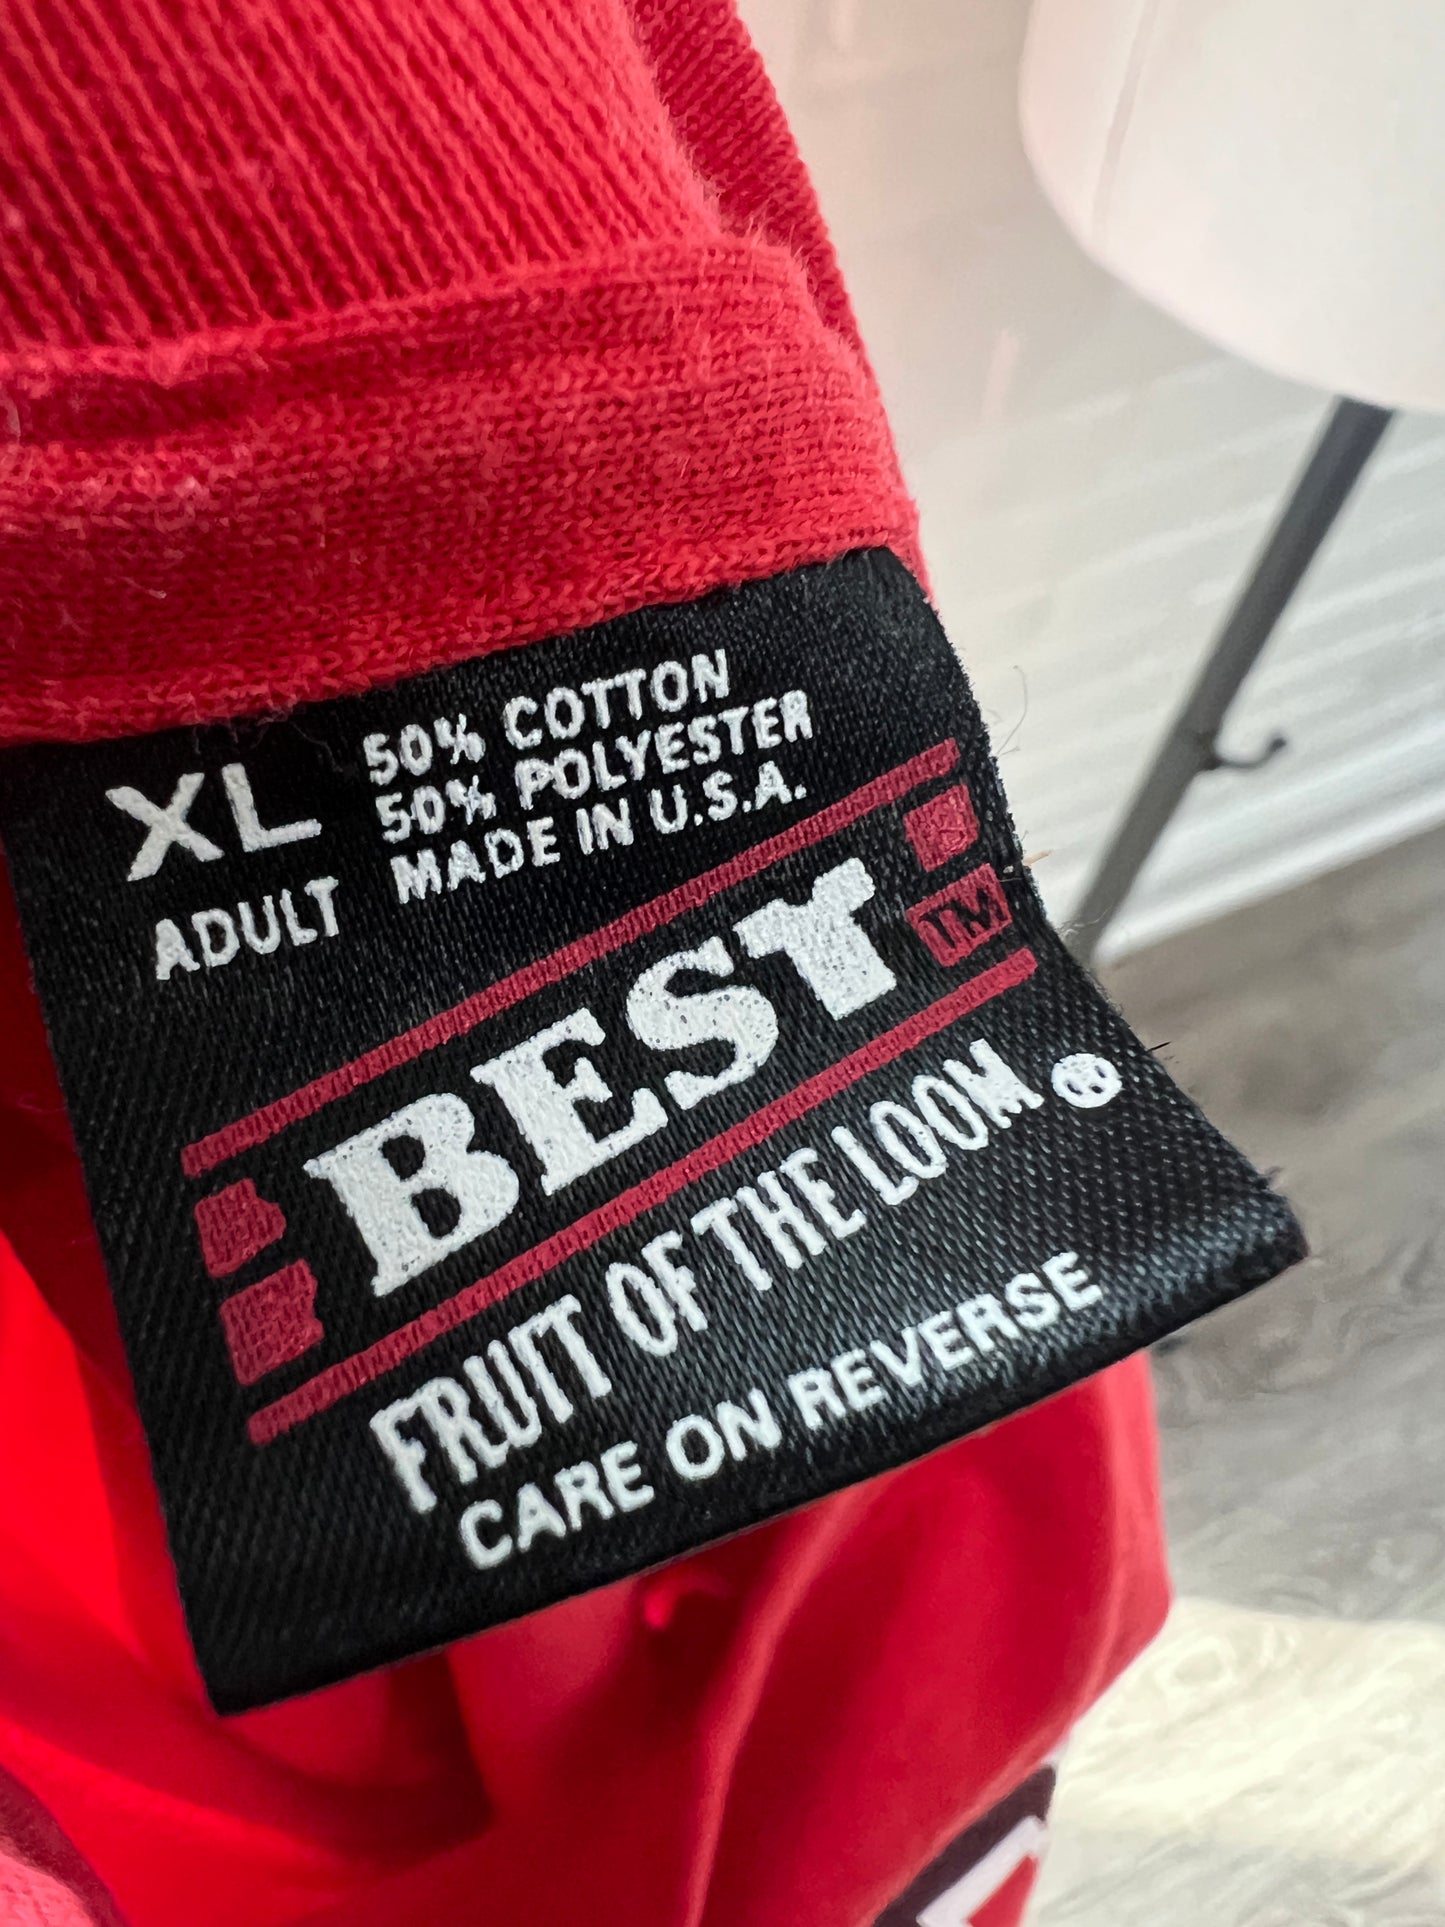 XL
ADULT
50% COTTON
50% POLYESTER
MADE IN U.S.A.
BEST TM
FRUIT OF THE LOOM ®
CARE ON REVERSE